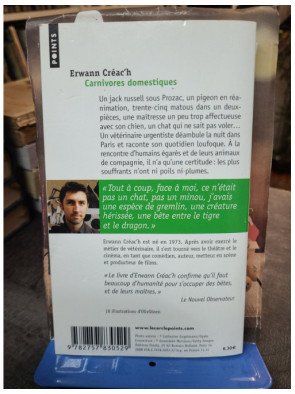 POINTS
Erwann Créac'h
Carnivores domestiques
Un jack russell sous Prozac, un pigeon en réa-
nimation, trente-cinq matous dans un deux-
pièces, une maîtresse un peu trop affectueuse
avec son chien, un chat qui ne sait pas voler...
Un vétérinaire urgentiste déambule la nuit dans
Paris et raconte son quotidien loufoque. À la
rencontre d'humains égarés et de leurs animaux
de compagnie, il n'a qu'une certitude : les plus
souffrants n'ont ni poils ni plumes.
« Tout à coup, face à moi, ce n'était
pas un chat, pas un minou, j'avais
une espèce de gremlin, une créature
hérissée, une bête entre le tigre
et le dragon. »
Erwann Créac'h est né en 1973. Après avoir exercé le
métier de vétérinaire, il s'est tourné vers le théâtre et le
cinéma, en tant que comédien, auteur, metteur en scène
et producteur de films.
« Le livre d'Erwann Créac'h confirme qu'il faut
beaucoup d'humanité pour s'occuper des bêtes,
et de leurs maîtres. »
Le Nouvel Observateur
18 illustrations d'OlivSteen
www.lecerclepoints.com
9 782757 830529
6,30 €